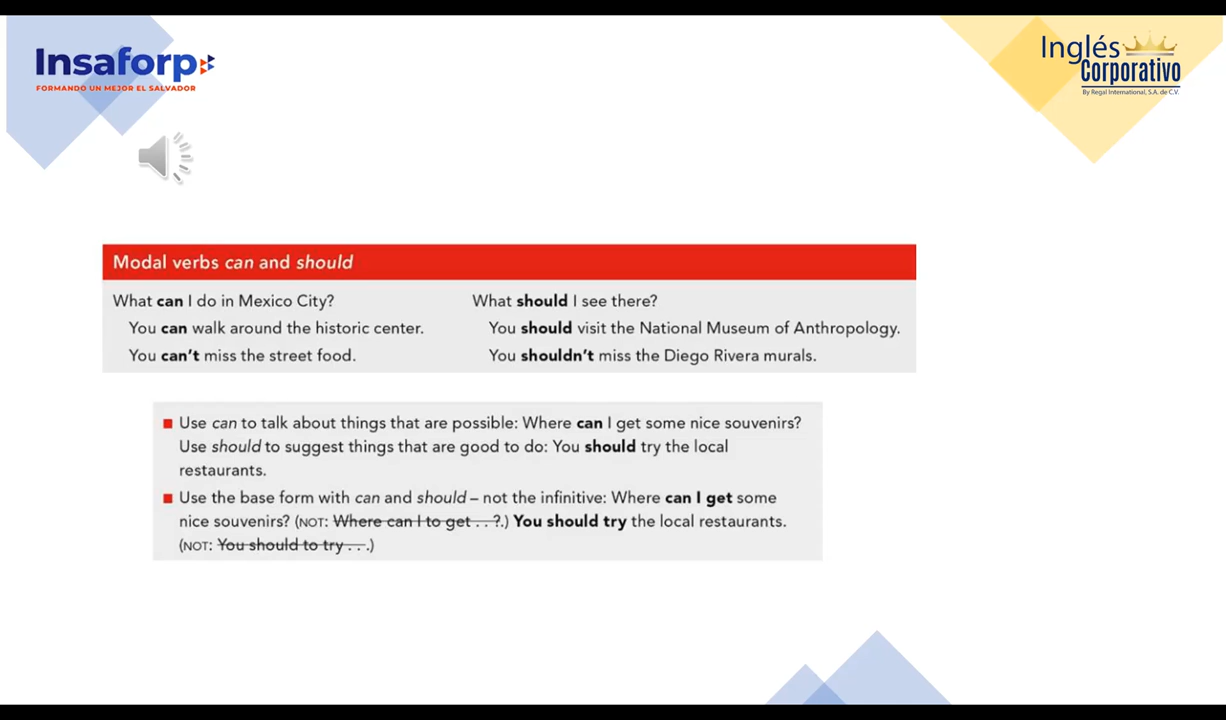 Insaforp
FORMANDO UN MEJOR EL SALVADOR
Inglés
Corporativo
By Regal International, S.A. de C.V.
Modal verbs can and should
What can I do in Mexico City?
You can walk around the historic center.
You can't miss the street food.
What should I see there?
You should visit the National Museum of Anthropology.
You shouldn't miss the Diego Rivera murals.
Use can to talk about things that are possible: Where can I get some nice souvenirs?
Use should to suggest things that are good to do: You should try the local
restaurants.
Use the base form with can and should – not the infinitive: Where can I get some
nice souvenirs? (NOT: Where can I to get . . ?.) You should try the local restaurants.
(NOT: You should to try . . .)